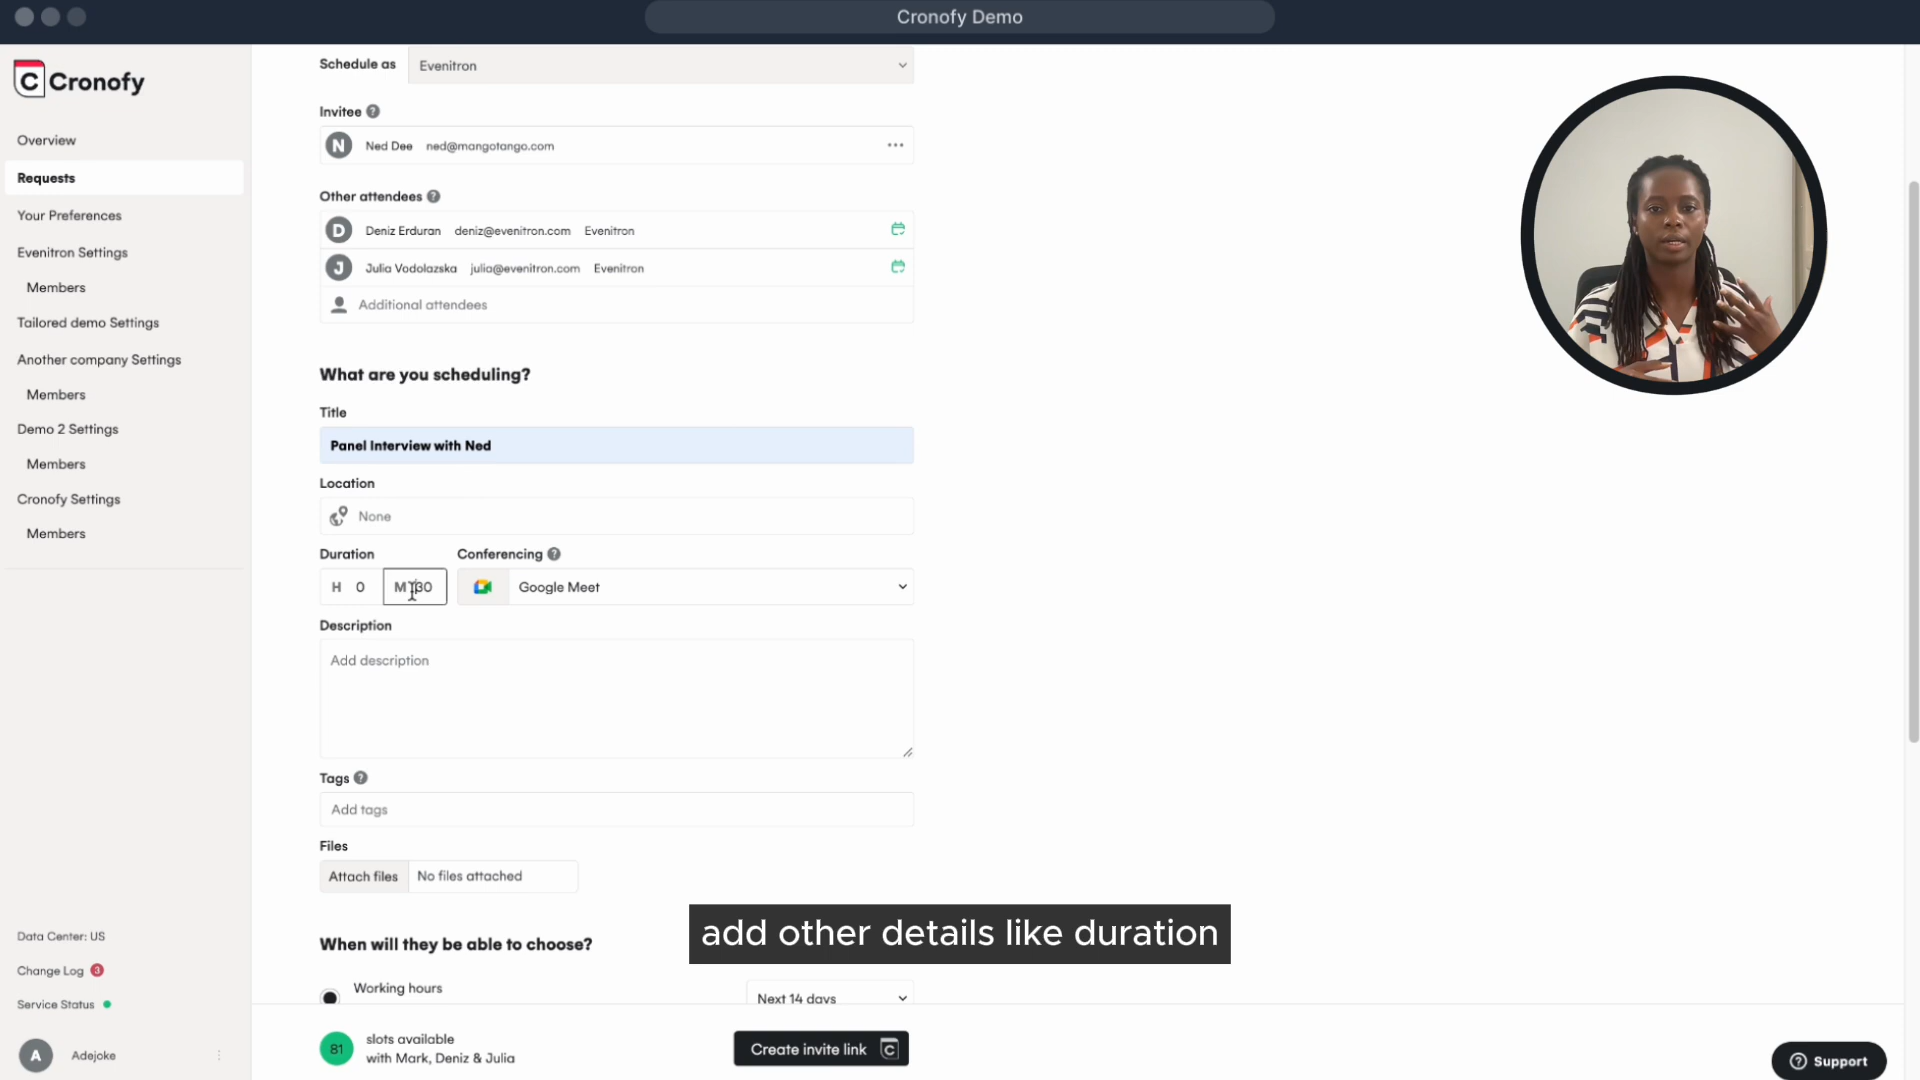 Cronofy Demo
Cronofy
Overview
Requests
Your Preferences
Evenitron Settings
Members
Tailored demo Settings
Another company Settings
Members
Demo 2 Settings
Members
Cronofy Settings
Members
Data Center: US
Change Log 3
Service Status
A Adejoke
Schedule as Evenitron
Invitee ?
N Ned Dee ned@mangotango.com
Other attendees ?
D Deniz Erduran deniz@evenitron.com Evenitron
J Julia Vodolazska julia@evenitron.com Evenitron
Additional attendees
What are you scheduling?
Title
Panel Interview with Ned
Location
None
Duration Conferencing ?
H 0 M 30 Google Meet
Description
Add description
Tags ?
Add tags
Files
Attach files No files attached
When will they be able to choose?
Working hours Next 14 days
81 slots available
with Mark, Deniz & Julia
Create invite link
add other details like duration
? Support